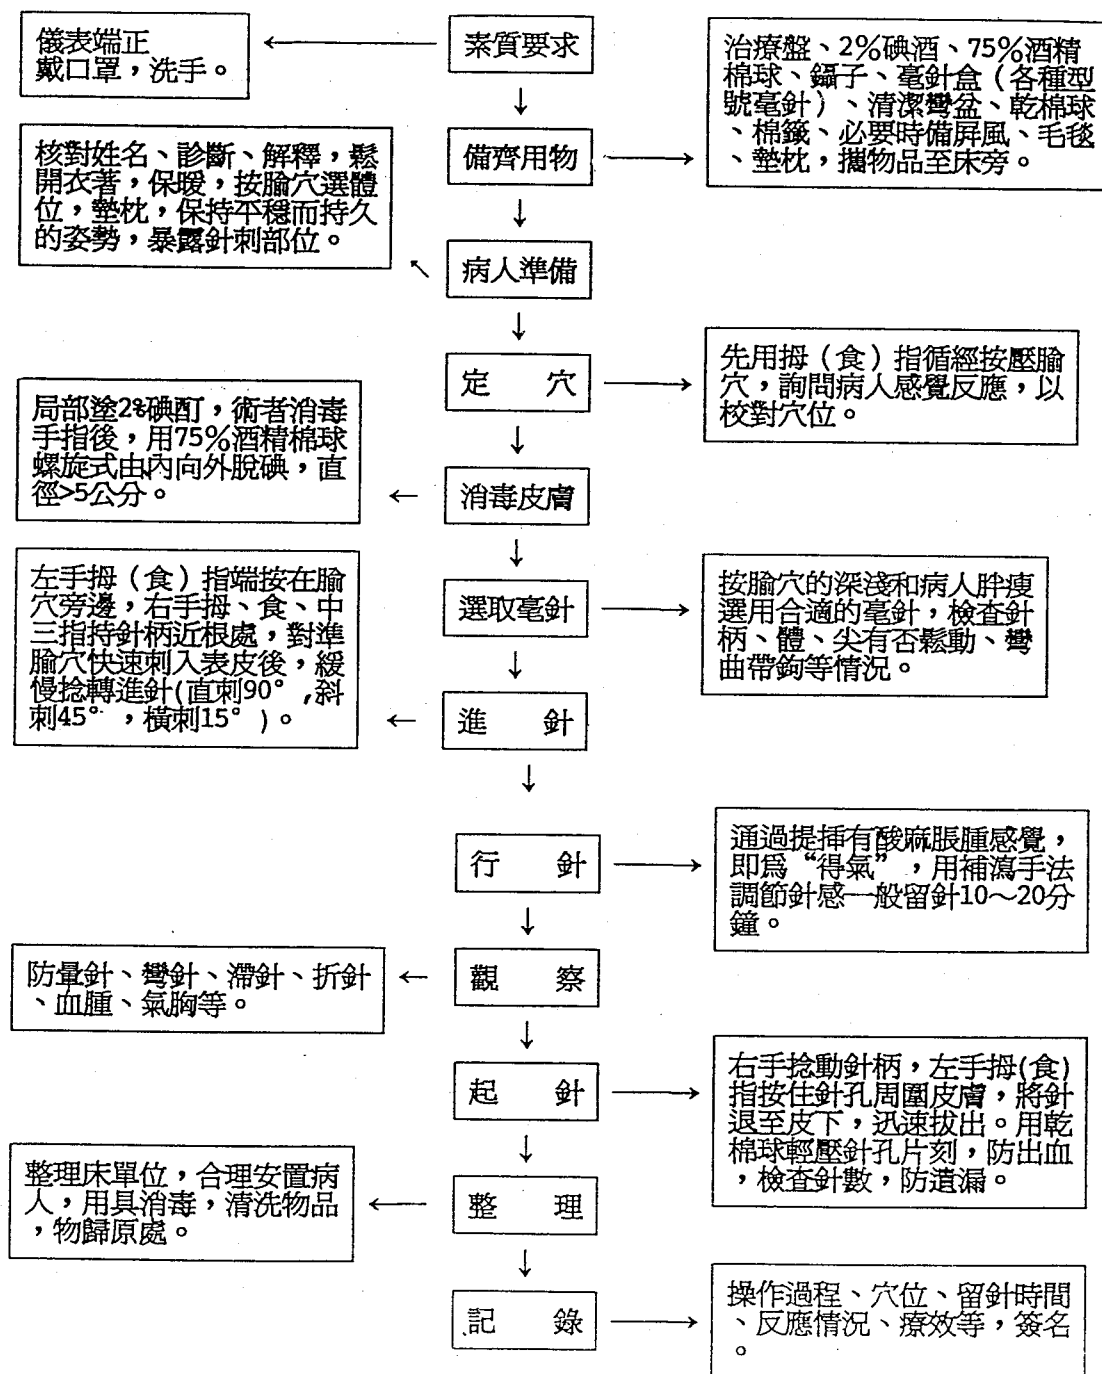 儀表端正
戴口罩，洗手。
素質要求
治療盤、2%碘酒、75%酒精
棉球、鑷子、毫針盒（各種型
號毫針）、清潔彎盆、乾棉球
、棉籤、必要時備屏風、毛毯
、墊枕，攜物品至床旁。
備齊用物
核對姓名、診斷、解釋，鬆
開衣著，保暖，按腧穴選體
位，墊枕，保持平穩而持久
的姿勢，暴露針刺部位。
病人準備
定 穴
先用拇（食）指循經按壓腧
穴，詢問病人感覺反應，以
校對穴位。
局部塗2%碘酊，術者消毒
手指後，用75%酒精棉球
螺旋式由內向外脫碘，直
徑>5公分。
消毒皮膚
左手拇（食）指端按在腧
穴旁邊，右手拇、食、中
三指持針柄近根處，對準
腧穴快速刺入表皮後，緩
慢捻轉進針(直刺90°,斜
刺45°，橫刺15°)。
選取毫針
按腧穴的深淺和病人胖瘦
選用合適的毫針，檢查針
柄、體、尖有否鬆動、彎
曲帶鉤等情況。
進 針
行 針
通過提插有酸麻脹腫感覺，
即爲“得氣”，用補瀉手法
調節針感一般留針10～20分
鐘。
防暈針、彎針、滯針、折針
、血腫、氣胸等。
觀 察
起 針
右手捻動針柄，左手拇(食)
指按住針孔周圍皮膚，將針
退至皮下，迅速拔出。用乾
棉球輕壓針孔片刻，防出血
，檢查針數，防遺漏。
整理床單位，合理安置病
人，用具消毒，清洗物品
，物歸原處。
整 理
記 錄
操作過程、穴位、留針時間
、反應情況、療效等，簽名
。